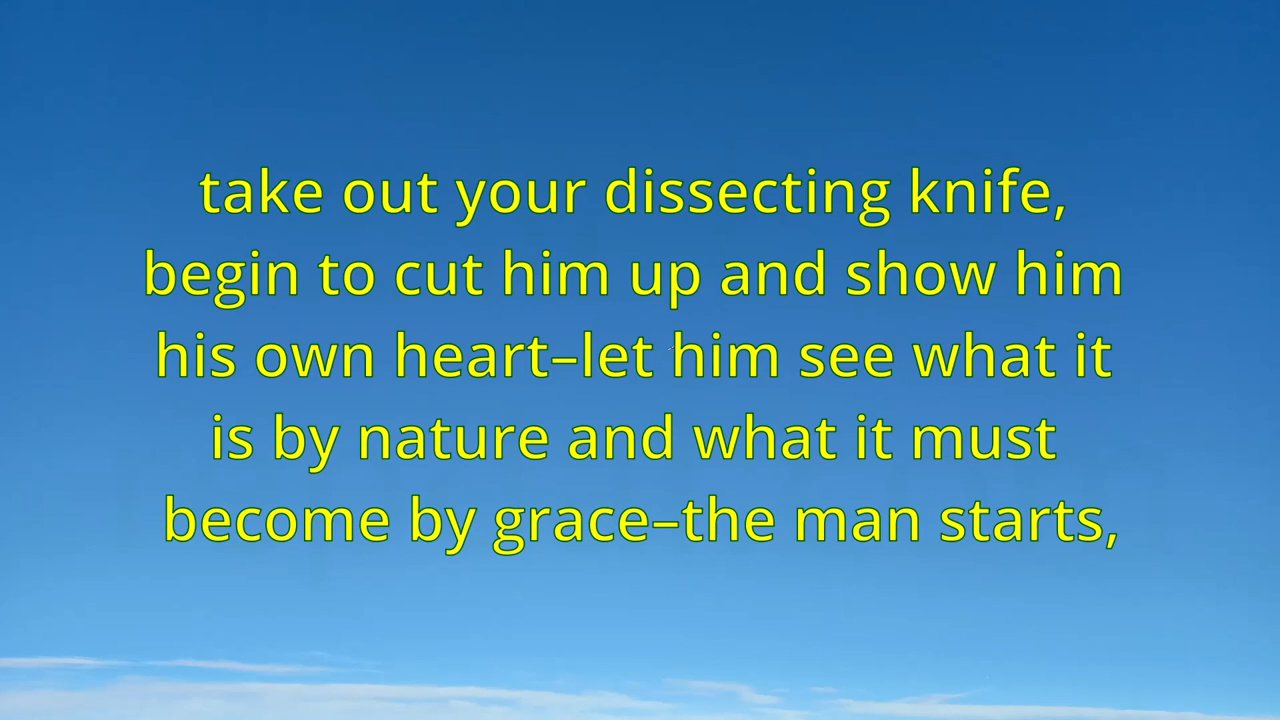 take out your dissecting knife,
begin to cut him up and show him
his own heart–let him see what it
is by nature and what it must
become by grace–the man starts,